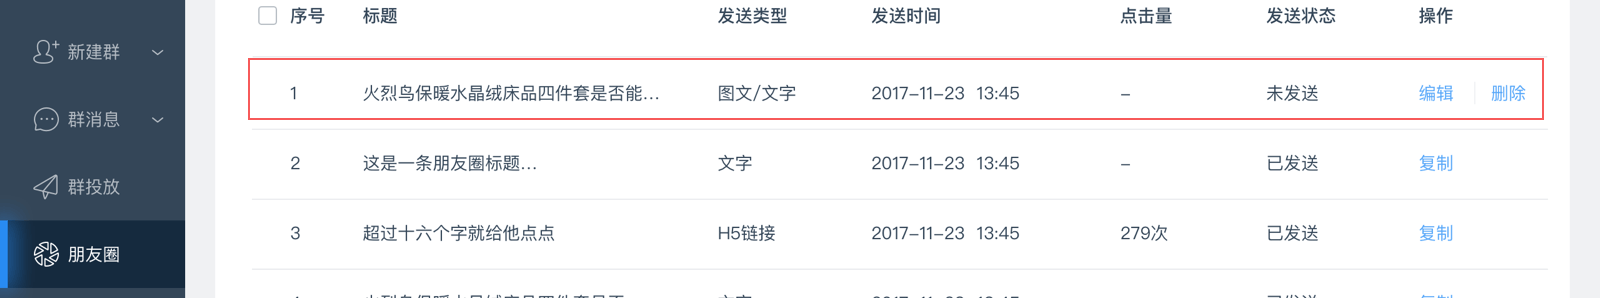 序号 标题 发送类型 发送时间 点击量 发送状态 操作
新建群
1 火烈鸟保暖水晶绒床品四件套是否能... 图文/文字 2017-11-23 13:45 – 未发送 编辑 删除
群消息
2 这是一条朋友圈标题... 文字 2017-11-23 13:45 – 已发送 复制
群投放
3 超过十六个字就给他点点 H5链接 2017-11-23 13:45 279次 已发送 复制
朋友圈